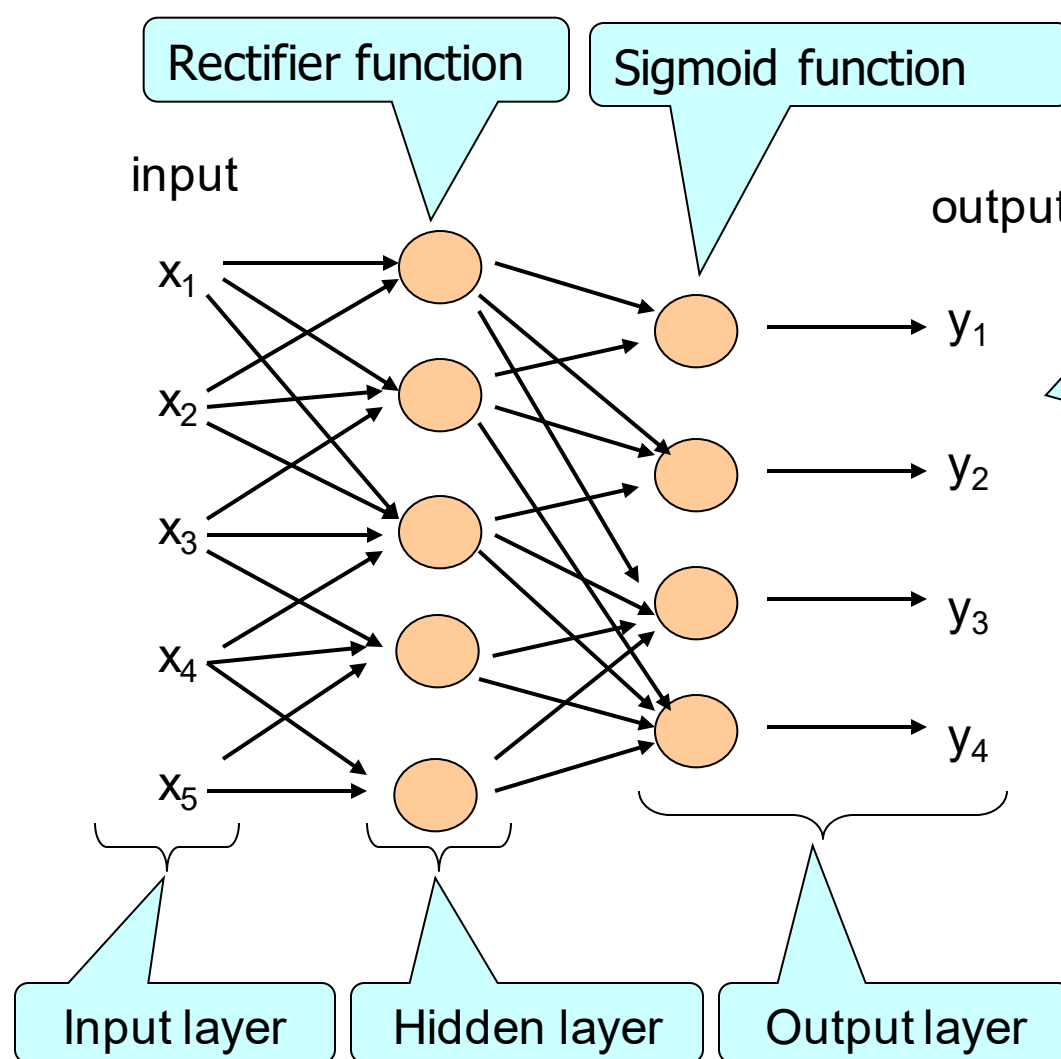 Rectifier function
Sigmoid function
input
output
x1
y1
x2
y2
x3
y3
x4
y4
x5
Input layer
Hidden layer
Output layer